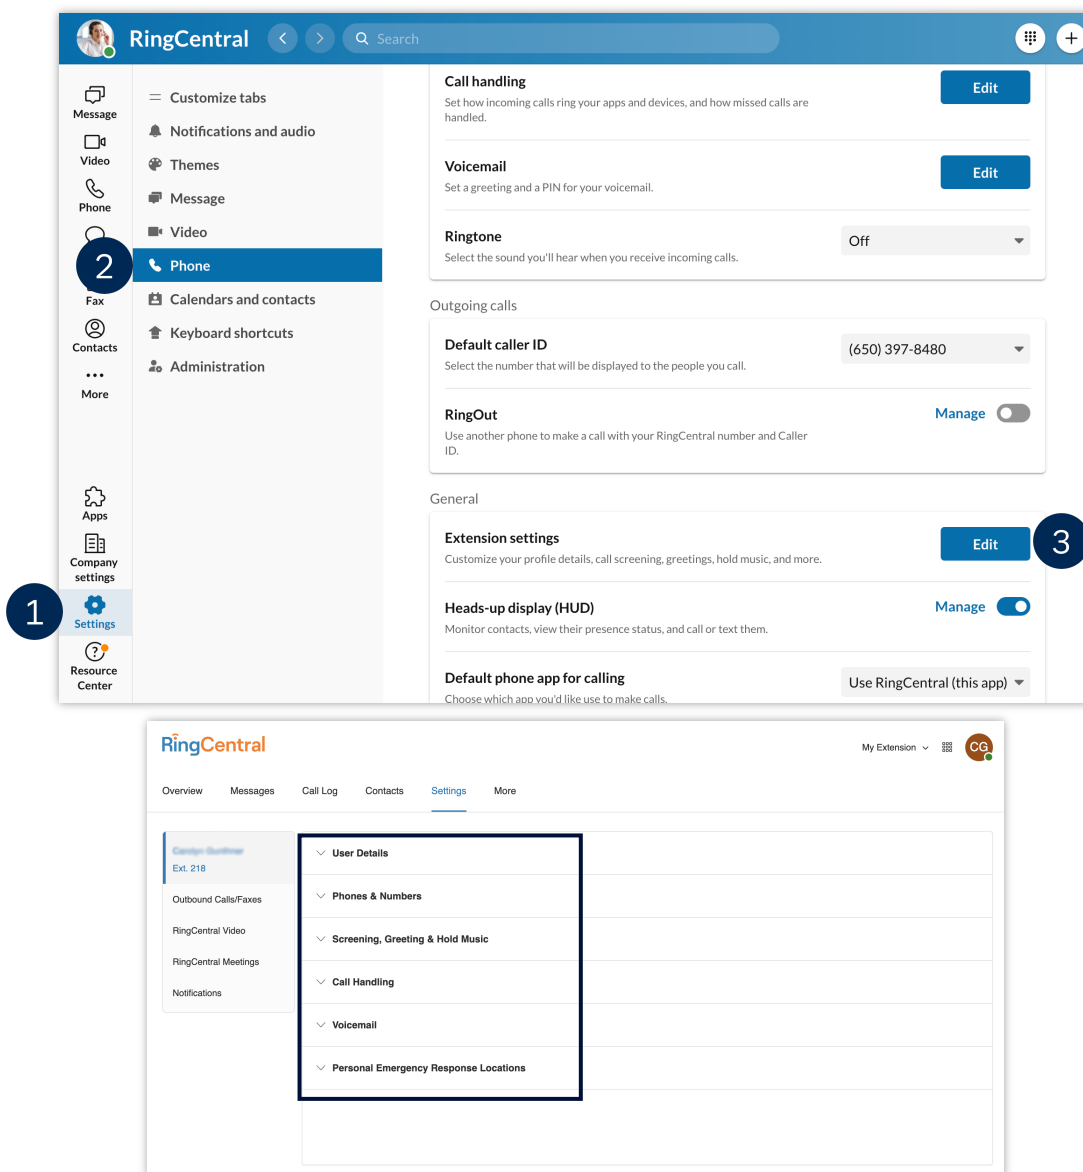 RingCentral
Search
Message
Video
Phone
2
Fax
Contacts
More
Apps
Company
settings
1
Settings
Resource
Center
Customize tabs
Notifications and audio
Themes
Message
Video
Phone
Calendars and contacts
Keyboard shortcuts
Administration
Call handling
Edit
Set how incoming calls ring your apps and devices, and how missed calls are
handled.
Voicemail
Edit
Set a greeting and a PIN for your voicemail.
Ringtone
Off
Select the sound you'll hear when you receive incoming calls.
Outgoing calls
Default caller ID
(650) 397-8480
Select the number that will be displayed to the people you call.
RingOut
Manage
Use another phone to make a call with your RingCentral number and Caller
ID.
General
Extension settings
Edit
3
Customize your profile details, call screening, greetings, hold music, and more.
Heads-up display (HUD)
Manage
Monitor contacts, view their presence status, and call or text them.
Default phone app for calling
Use RingCentral (this app)
Choose which app you'd like use to make calls.
RingCentral
My Extension
CG
Overview Messages Call Log Contacts Settings More
Ext. 218
Outbound Calls/Faxes
RingCentral Video
RingCentral Meetings
Notifications
User Details
Phones & Numbers
Screening, Greeting & Hold Music
Call Handling
Voicemail
Personal Emergency Response Locations